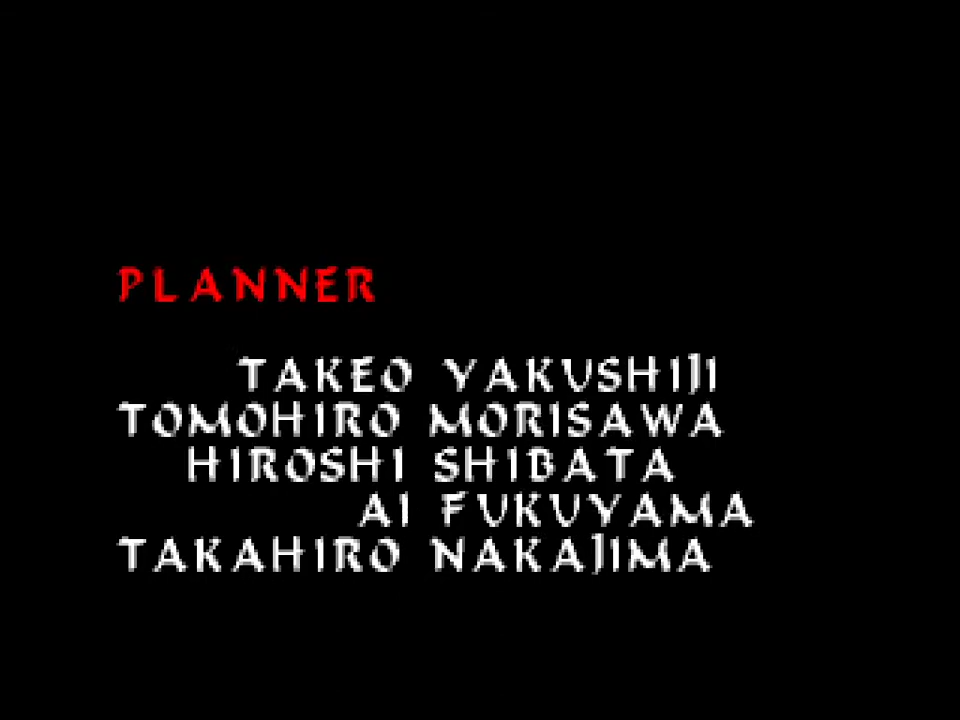 PLANNER
TAKEO YAKUSHIJI
TOMOHIRO MORISAWA
HIROSHI SHIBATA
AI FUKUYAMA
TAKAHIRO NAKAJIMA